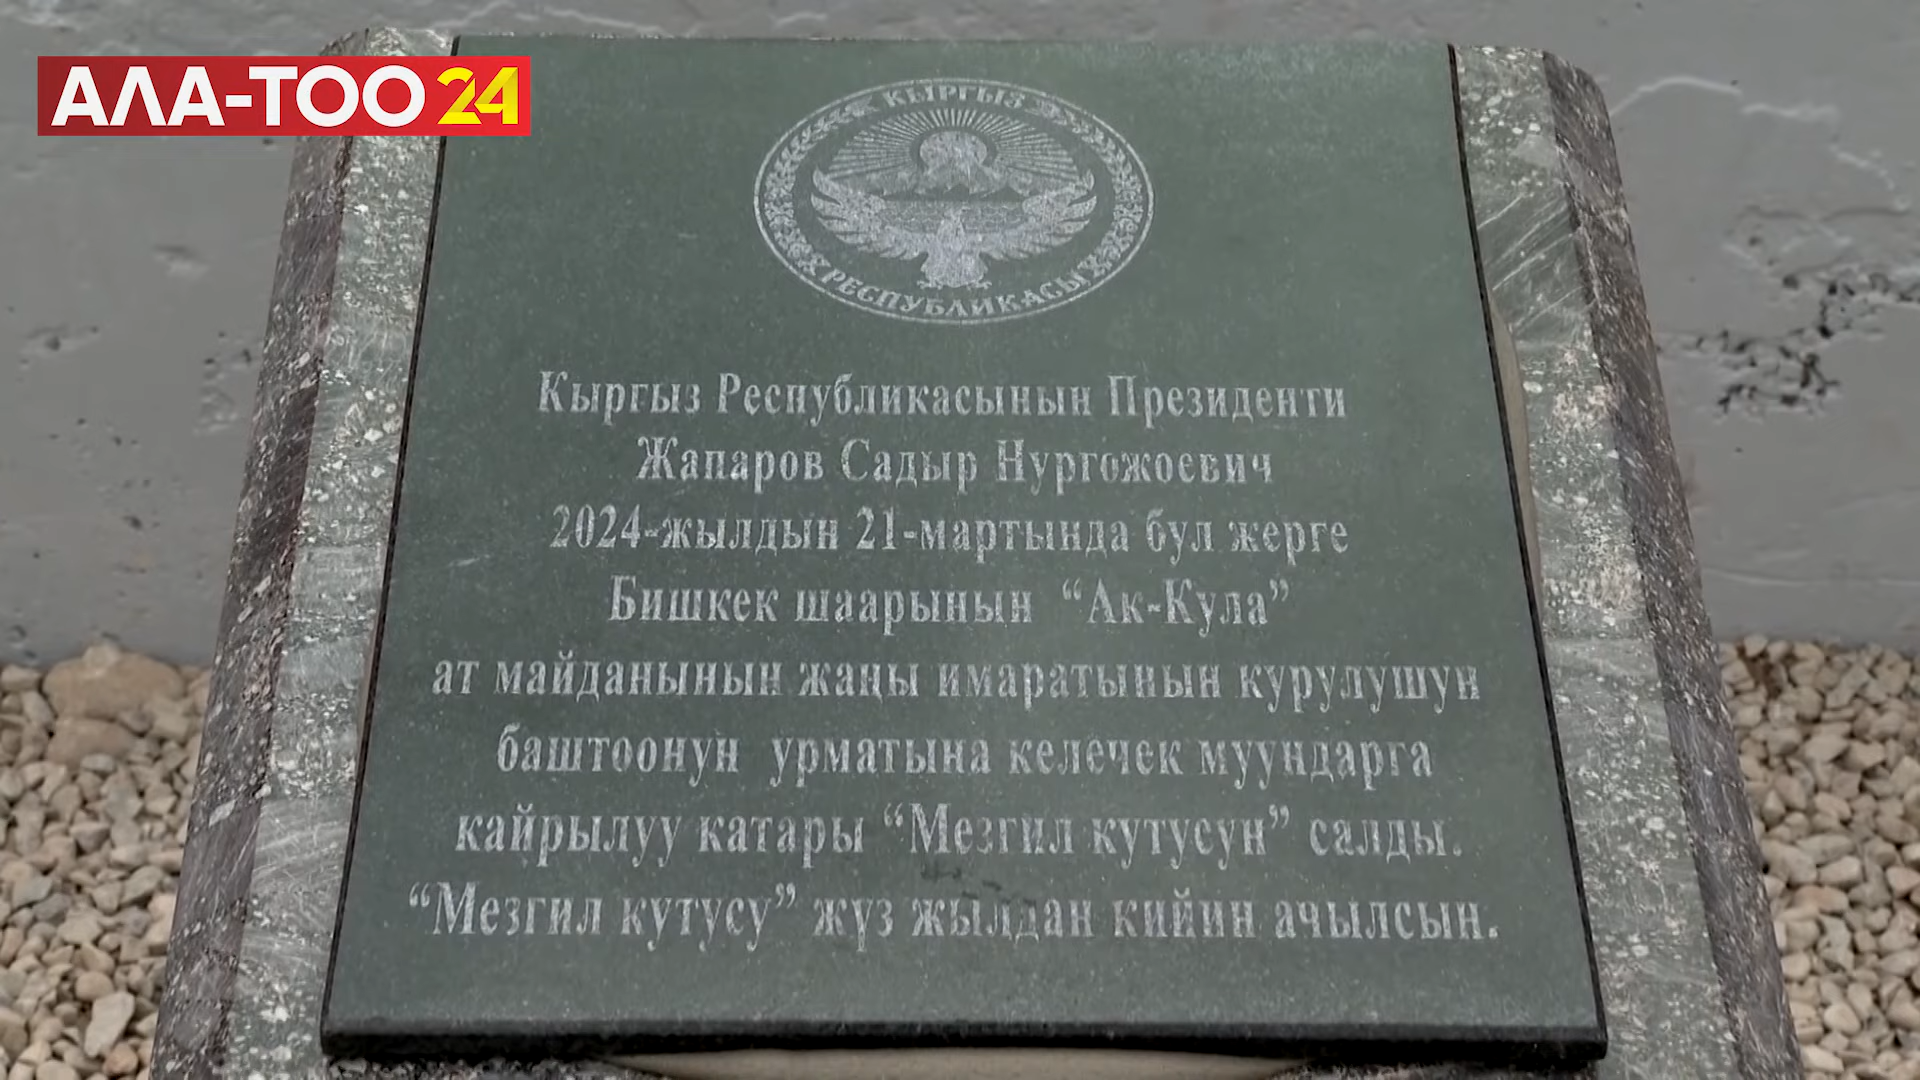 АЛА-ТОО 24
КЫРГЫЗ
РЕСПУБЛИКАСЫ
Кыргыз Республикасынын Президенти
Жапаров Садыр Нургожоевич
2024-жылдын 21-мартында бул жерге
Бишкек шаарынын “Ак-Кула”
ат майданынын жаңы имаратынын курулушун
баштоонун урматына келечек муундарга
кайрылуу катары “Мезгил кутусун” салды.
“Мезгил кутусу” жүз жылдан кийин ачылсын.